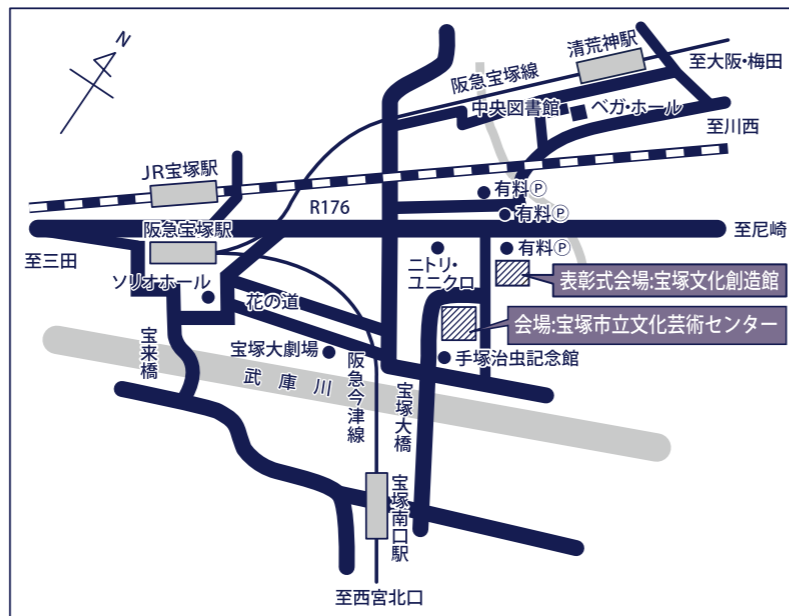 N
清荒神駅
阪急宝塚線
至大阪・梅田
中央図書館
ベガ・ホール
至川西
JR宝塚駅
有料Ⓟ
R176
有料Ⓟ
阪急宝塚駅
至尼崎
有料Ⓟ
至三田
ニトリ・
ユニクロ
表彰式会場:宝塚文化創造館
ソリオホール
花の道
会場:宝塚市立文化芸術センター
宝来橋
宝塚大劇場
手塚治虫記念館
武庫川
阪急今津線
宝塚大橋
宝塚南口駅
至西宮北口